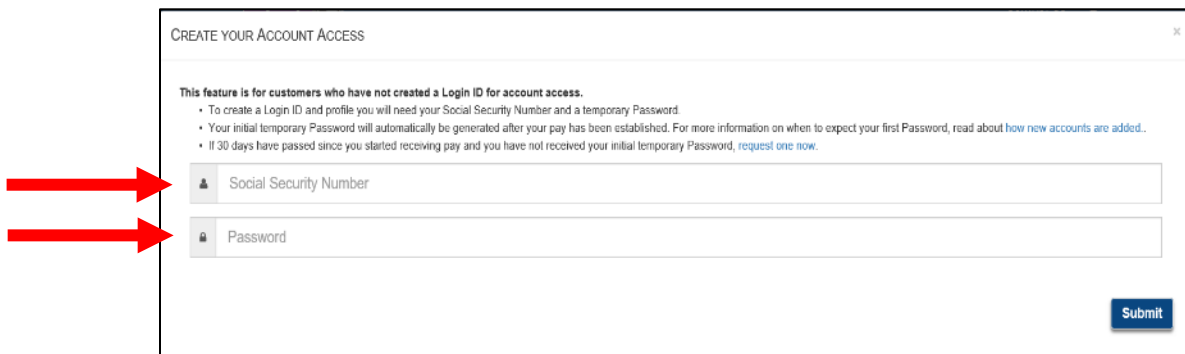 CREATE YOUR ACCOUNT ACCESS
×
This feature is for customers who have not created a Login ID for account access.
• To create a Login ID and profile you will need your Social Security Number and a temporary Password.
• Your initial temporary Password will automatically be generated after your pay has been established. For more information on when to expect your first Password, read about how new accounts are added..
• If 30 days have passed since you started receiving pay and you have not received your initial temporary Password, request one now.
Social Security Number
Password
Submit